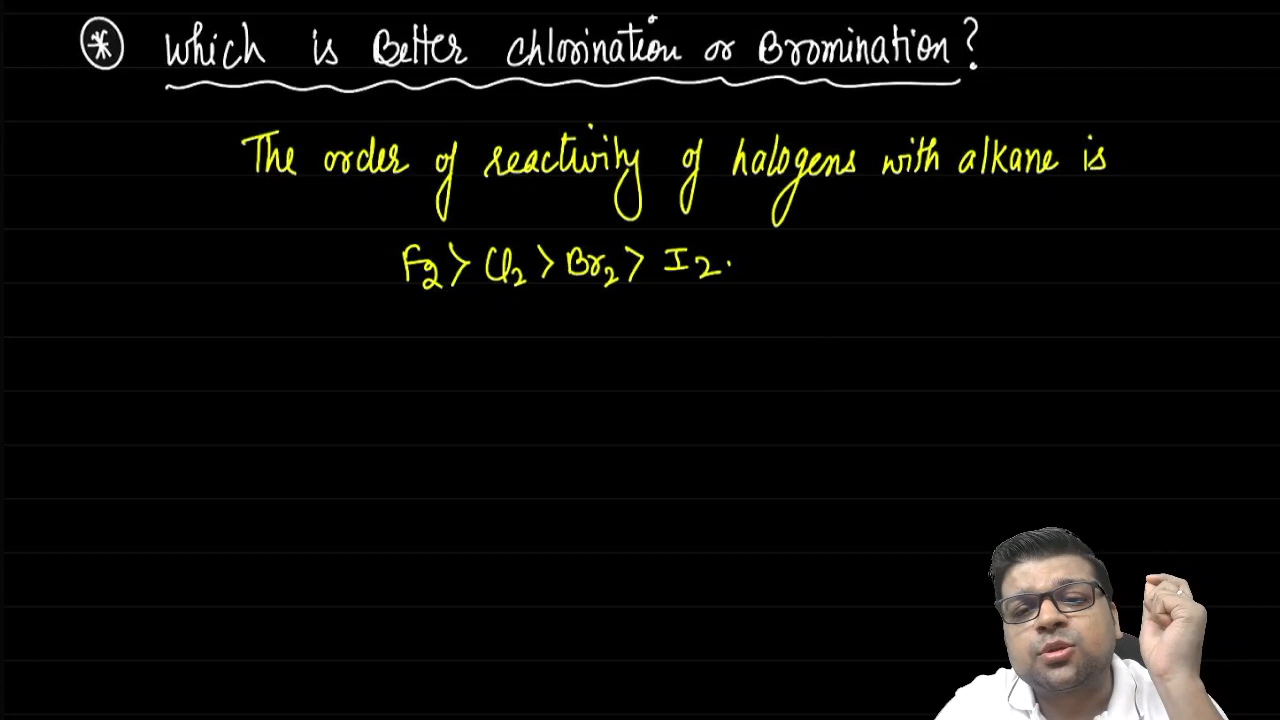 * Which is Better Chlorination or Bromination?
The order of reactivity of halogens with alkane is
F₂ > Cl₂ > Br₂ > I₂.